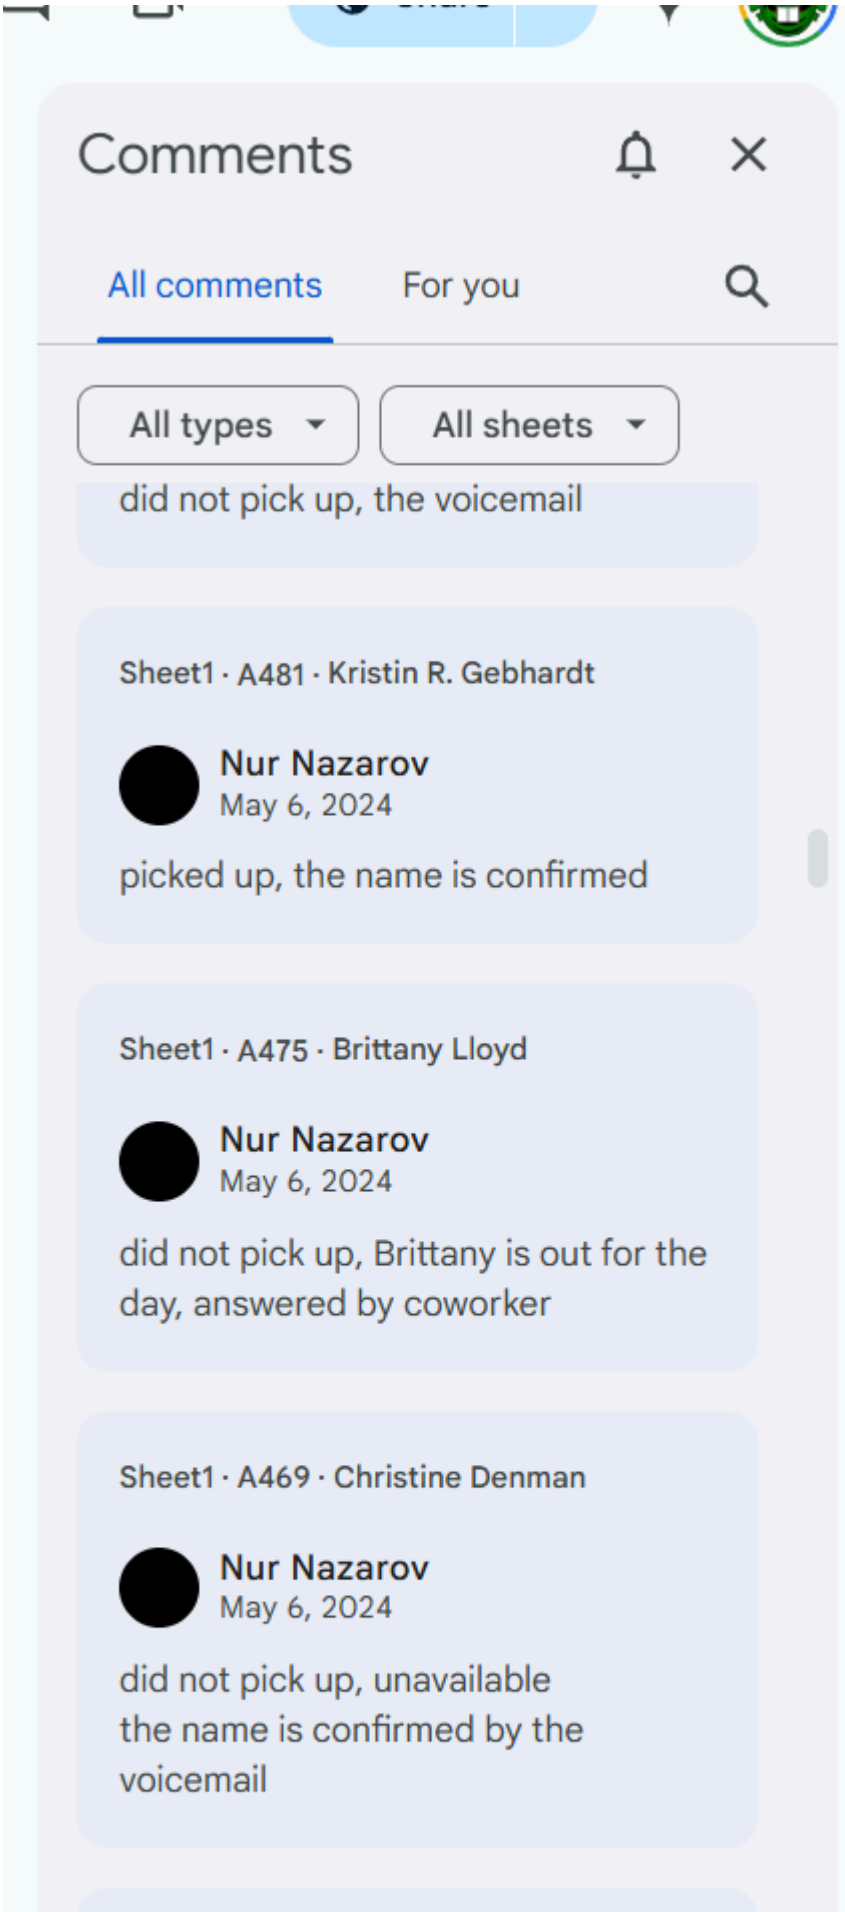 Comments
All comments For you
All types All sheets
did not pick up, the voicemail
Sheet1 · A481 · Kristin R. Gebhardt
Nur Nazarov
May 6, 2024
picked up, the name is confirmed
Sheet1 · A475 · Brittany Lloyd
Nur Nazarov
May 6, 2024
did not pick up, Brittany is out for the
day, answered by coworker
Sheet1 · A469 · Christine Denman
Nur Nazarov
May 6, 2024
did not pick up, unavailable
the name is confirmed by the
voicemail